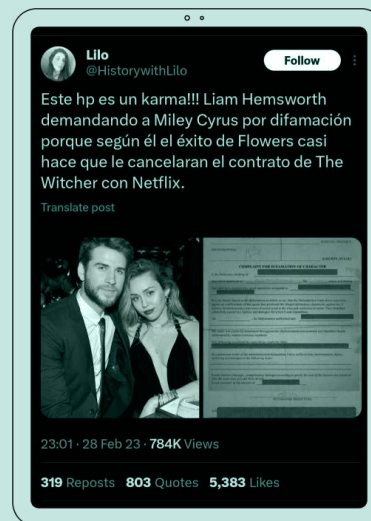 Lilo
@HistorywithLilo
Follow
Este hp es un karma!!! Liam Hemsworth
demandando a Miley Cyrus por difamación
porque según él el éxito de Flowers casi
hace que le cancelaran el contrato de The
Witcher con Netflix.
Translate post
COMPLAINT FOR DEFAMATION OF CHARACTER
23:01 · 28 Feb 23 · 784K Views
319 Reposts 803 Quotes 5,383 Likes